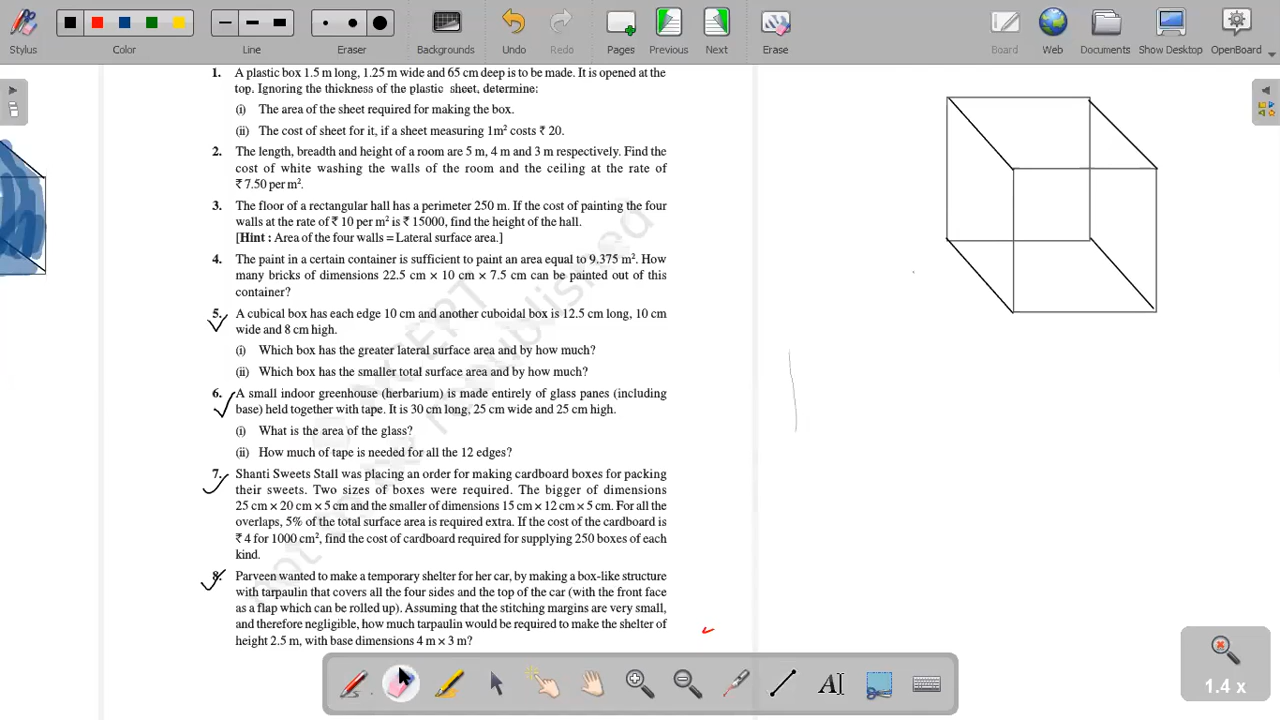 Stylus
Color
Line
Eraser
Backgrounds
Undo
Redo
Pages
Previous
Next
Erase
Board
Web
Documents
Show Desktop
OpenBoard
1. A plastic box 1.5 m long, 1.25 m wide and 65 cm deep is to be made. It is opened at the
top. Ignoring the thickness of the plastic sheet, determine:
(i) The area of the sheet required for making the box.
(ii) The cost of sheet for it, if a sheet measuring 1m² costs ₹ 20.
2. The length, breadth and height of a room are 5 m, 4 m and 3 m respectively. Find the
cost of white washing the walls of the room and the ceiling at the rate of
₹ 7.50 per m².
3. The floor of a rectangular hall has a perimeter 250 m. If the cost of painting the four
walls at the rate of ₹ 10 per m² is ₹ 15000, find the height of the hall.
[Hint : Area of the four walls = Lateral surface area.]
4. The paint in a certain container is sufficient to paint an area equal to 9.375 m². How
many bricks of dimensions 22.5 cm × 10 cm × 7.5 cm can be painted out of this
container?
5. A cubical box has each edge 10 cm and another cuboidal box is 12.5 cm long, 10 cm
wide and 8 cm high.
(i) Which box has the greater lateral surface area and by how much?
(ii) Which box has the smaller total surface area and by how much?
6. A small indoor greenhouse (herbarium) is made entirely of glass panes (including
base) held together with tape. It is 30 cm long, 25 cm wide and 25 cm high.
(i) What is the area of the glass?
(ii) How much of tape is needed for all the 12 edges?
7. Shanti Sweets Stall was placing an order for making cardboard boxes for packing
their sweets. Two sizes of boxes were required. The bigger of dimensions
25 cm × 20 cm × 5 cm and the smaller of dimensions 15 cm × 12 cm × 5 cm. For all the
overlaps, 5% of the total surface area is required extra. If the cost of the cardboard is
₹ 4 for 1000 cm², find the cost of cardboard required for supplying 250 boxes of each
kind.
8. Parveen wanted to make a temporary shelter for her car, by making a box-like structure
with tarpaulin that covers all the four sides and the top of the car (with the front face
as a flap which can be rolled up). Assuming that the stitching margins are very small,
and therefore negligible, how much tarpaulin would be required to make the shelter of
height 2.5 m, with base dimensions 4 m × 3 m?
1.4 x